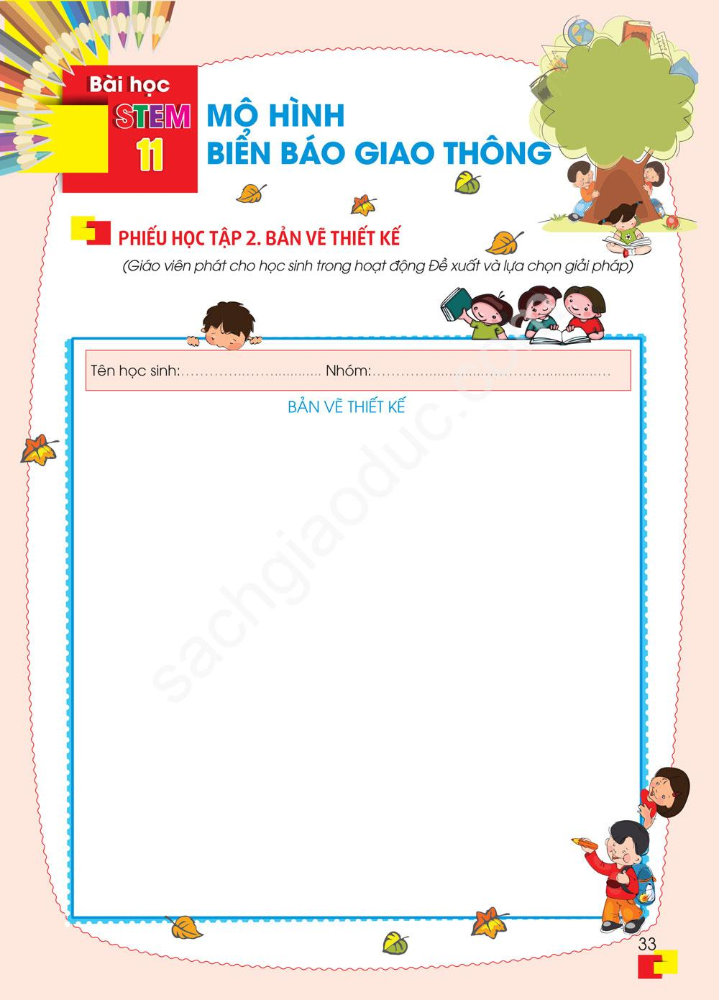 Bài học
STEM
11
MÔ HÌNH
BIỂN BÁO GIAO THÔNG
PHIẾU HỌC TẬP 2. BẢN VẼ THIẾT KẾ
(Giáo viên phát cho học sinh trong hoạt động Đề xuất và lựa chọn giải pháp)
Tên học sinh:.................................. Nhóm:..........................................................
BẢN VẼ THIẾT KẾ
sachgiaoduc.com
33